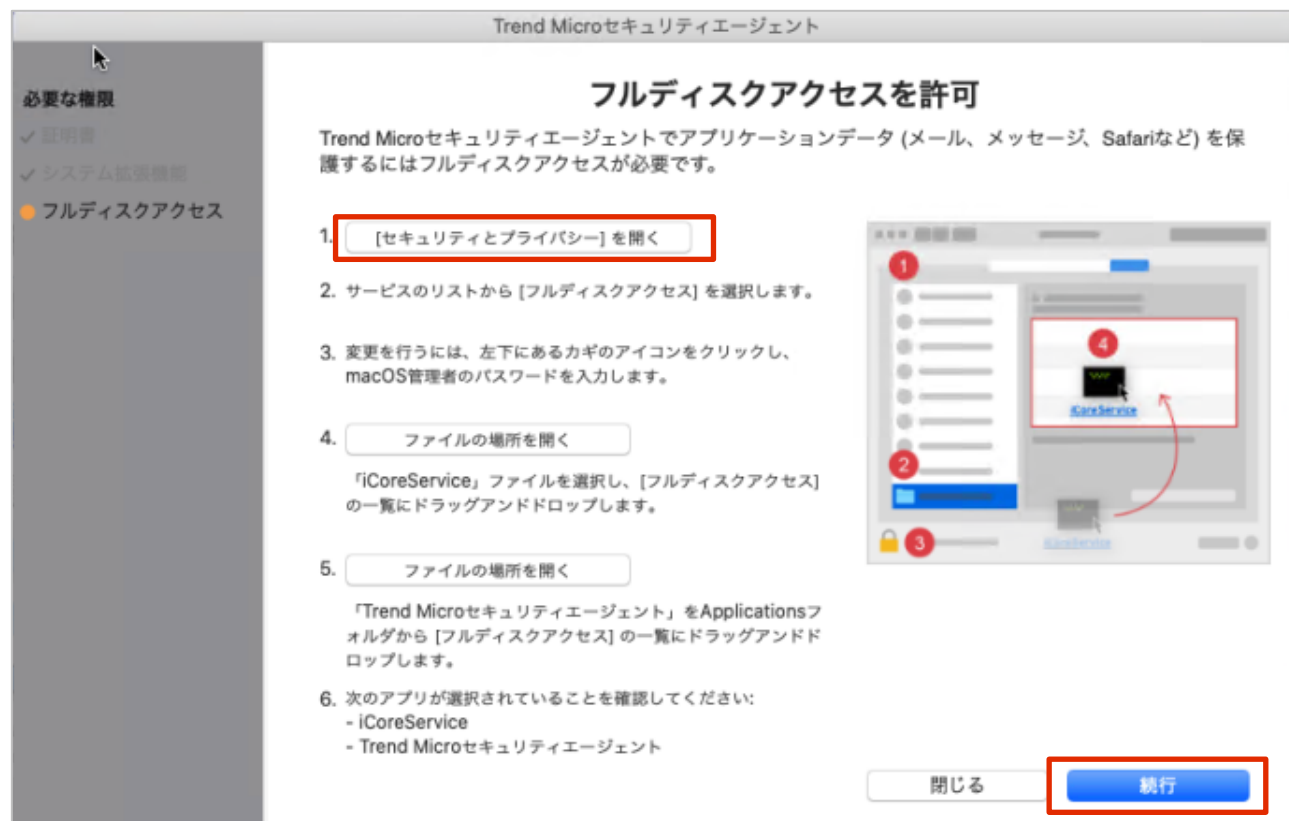 Trend Microセキュリティエージェント
必要な権限
✓ 証明書
✓ システム拡張機能
フルディスクアクセス
フルディスクアクセスを許可
Trend Microセキュリティエージェントでアプリケーションデータ (メール、メッセージ、Safariなど) を保
護するにはフルディスクアクセスが必要です。
1. [セキュリティとプライバシー] を開く
2. サービスのリストから [フルディスクアクセス] を選択します。
3. 変更を行うには、左下にあるカギのアイコンをクリックし、
macOS管理者のパスワードを入力します。
4. ファイルの場所を開く
「iCoreService」ファイルを選択し、[フルディスクアクセス]
の一覧にドラッグアンドドロップします。
5. ファイルの場所を開く
「Trend Microセキュリティエージェント」をApplicationsフ
ォルダから [フルディスクアクセス] の一覧にドラッグアンドド
ロップします。
6. 次のアプリが選択されていることを確認してください:
- iCoreService
- Trend Microセキュリティエージェント
1
4
iCoreService
2
3
iCoreService
閉じる
続行